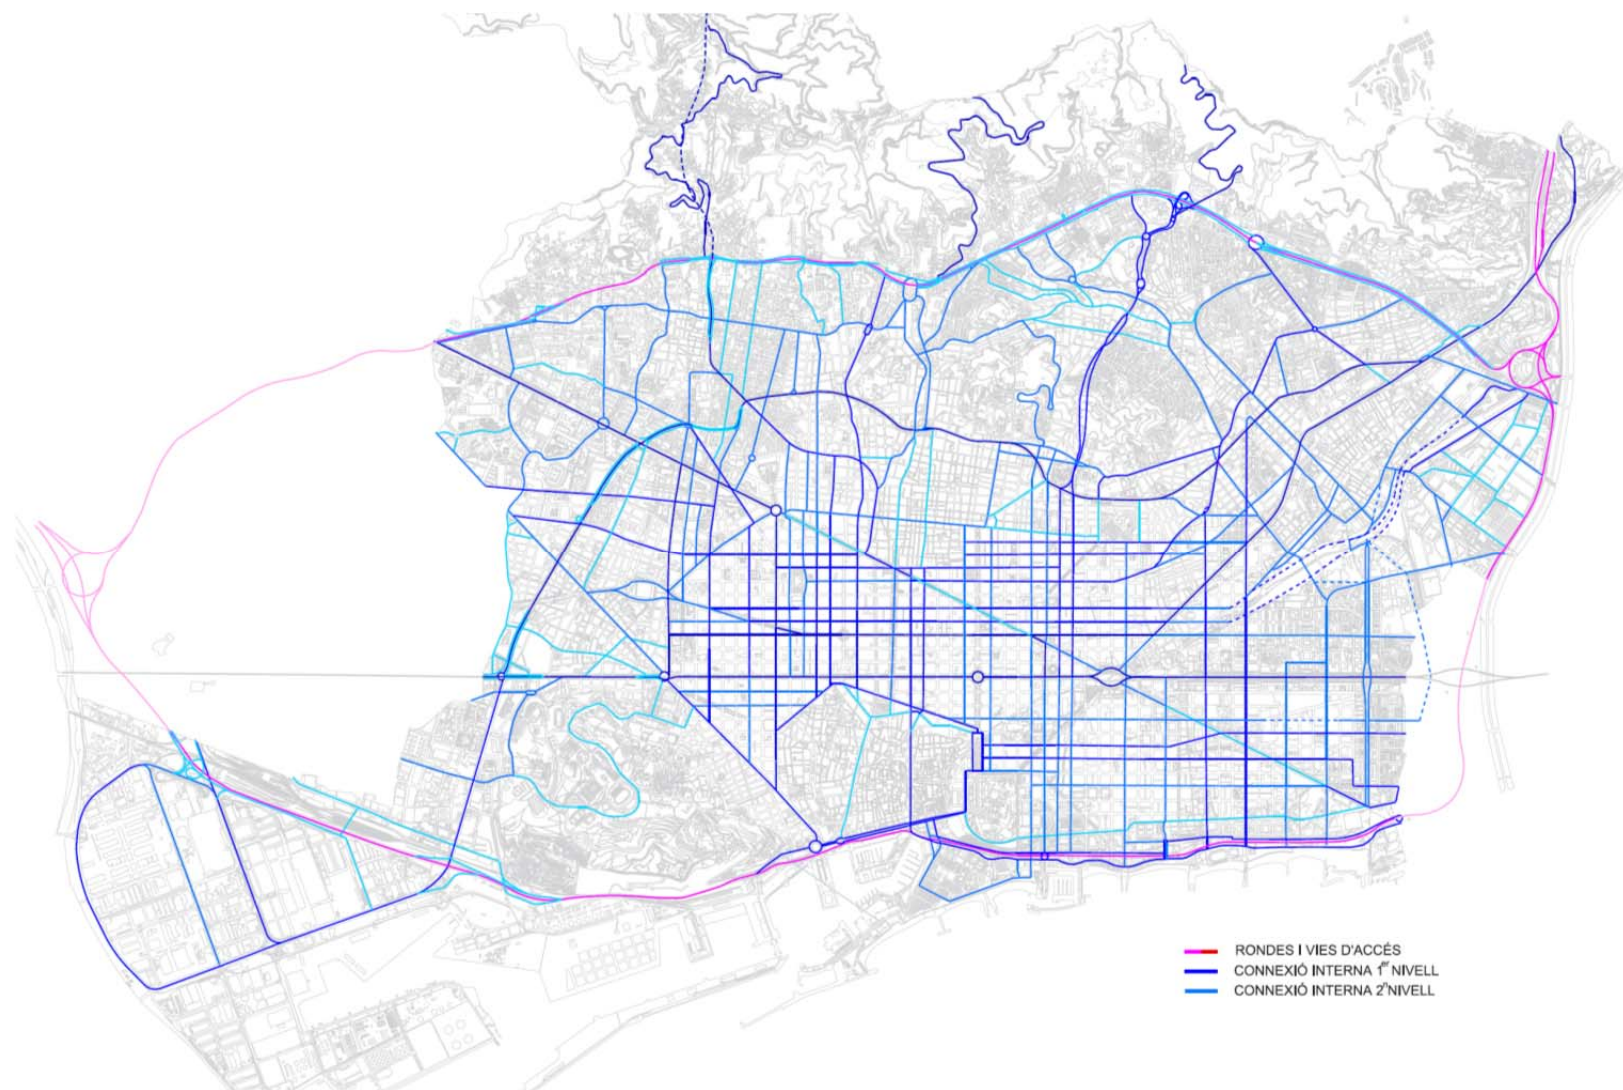 RONDES I VIES D'ACCÉS
CONNEXIÓ INTERNA 1er NIVELL
CONNEXIÓ INTERNA 2n NIVELL